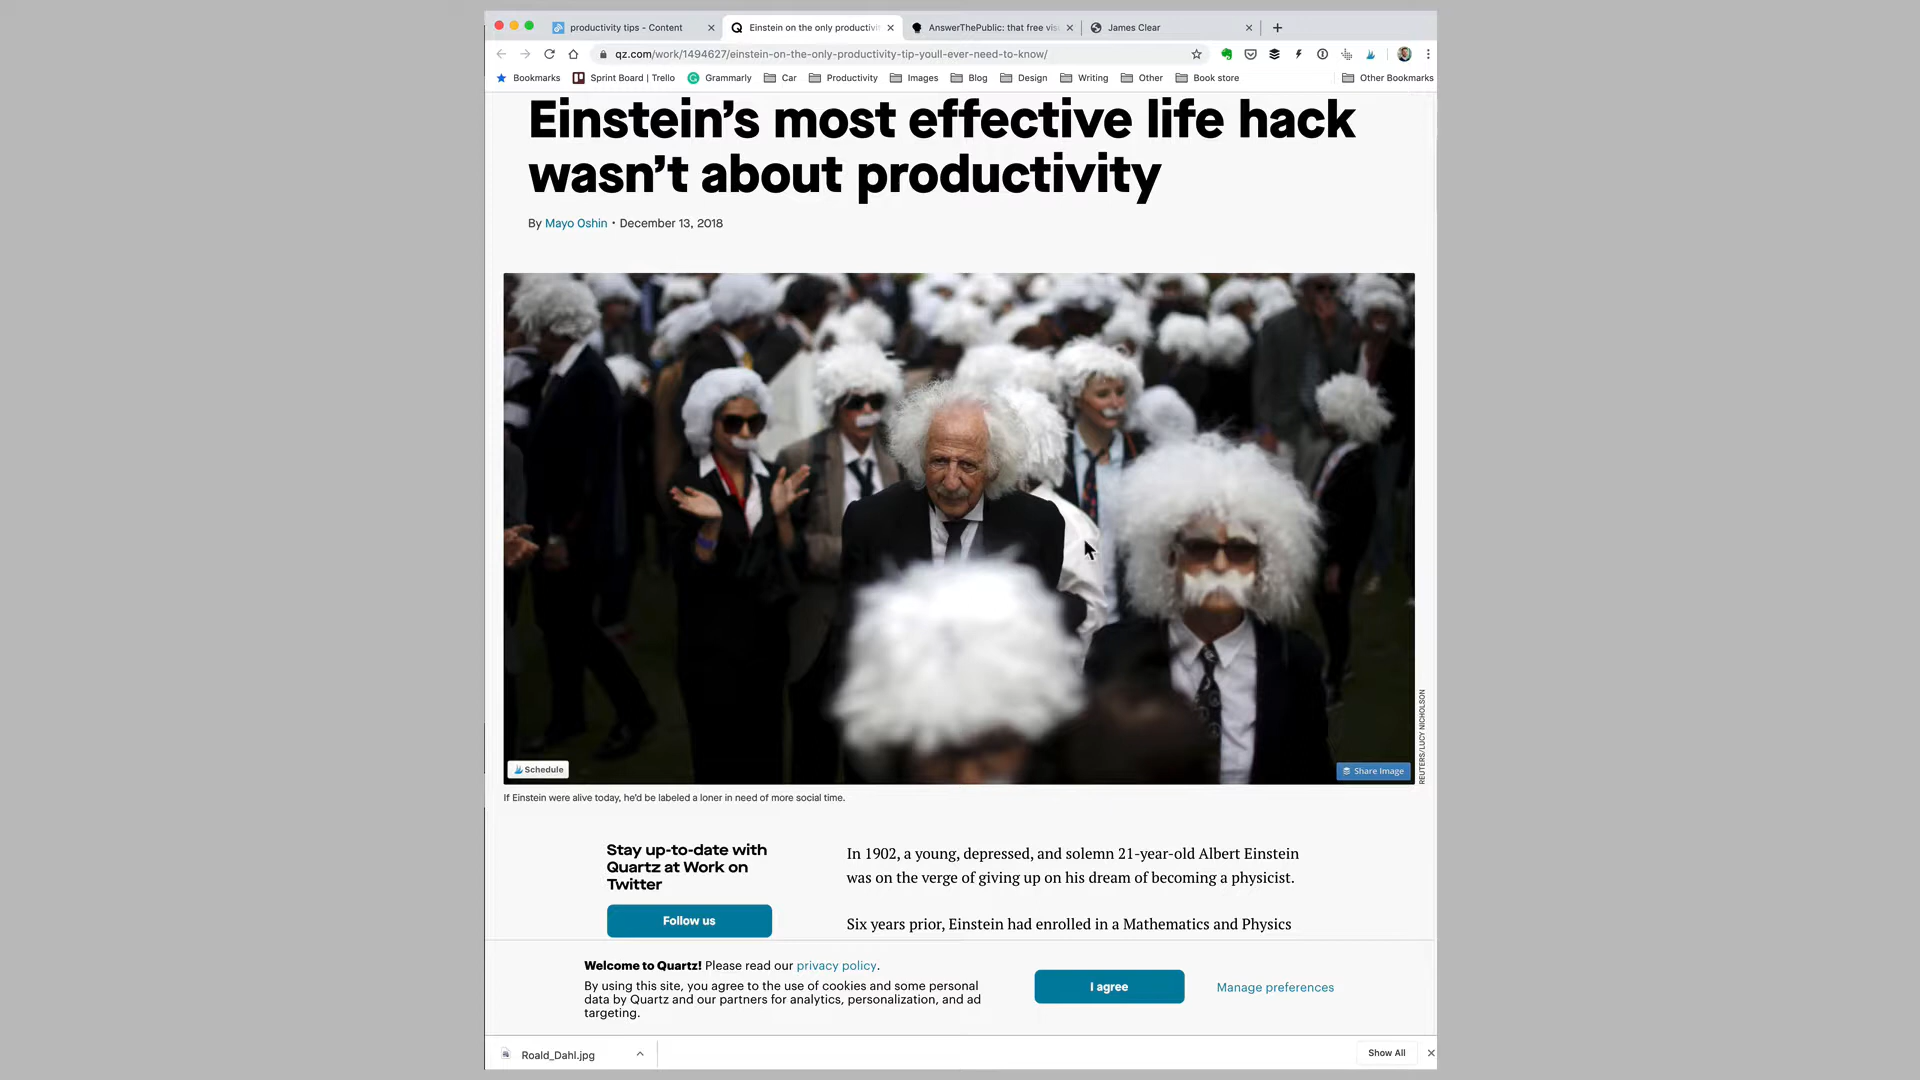 productivity tips - Content
Einstein on the only productivi
AnswerThePublic: that free vis
James Clear
qz.com/work/1494627/einstein-on-the-only-productivity-tip-youll-ever-need-to-know/
Bookmarks
Sprint Board | Trello
Grammarly
Car
Productivity
Images
Blog
Design
Writing
Other
Book store
Other Bookmarks
Einstein’s most effective life hack
wasn’t about productivity
By Mayo Oshin • December 13, 2018
Schedule
Share Image
REUTERS/LUCY NICHOLSON
If Einstein were alive today, he’d be labeled a loner in need of more social time.
Stay up-to-date with
Quartz at Work on
Twitter
Follow us
In 1902, a young, depressed, and solemn 21-year-old Albert Einstein
was on the verge of giving up on his dream of becoming a physicist.
Six years prior, Einstein had enrolled in a Mathematics and Physics
Welcome to Quartz! Please read our privacy policy.
By using this site, you agree to the use of cookies and some personal
data by Quartz and our partners for analytics, personalization, and ad
targeting.
I agree
Manage preferences
Roald_Dahl.jpg
Show All